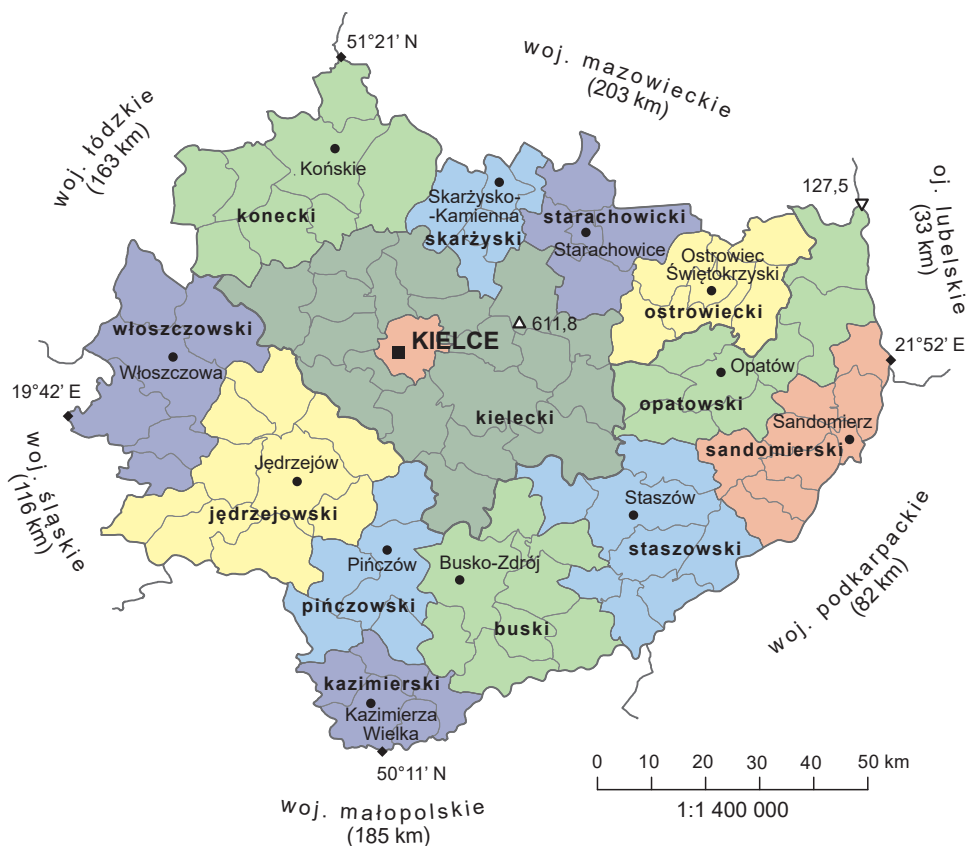 51°21’ N
woj. mazowieckie
(203 km)
woj. łódzkie
(163 km)
oj. lubelskie
(33 km)
127,5
Końskie
konecki
Skarżysko-
-Kamienna
skarżyski
starachowicki
Starachowice
Ostrowiec
Świętokrzyski
ostrowiecki
włoszczowski
Włoszczowa
KIELCE
611,8
21°52’ E
19°42’ E
Opatów
opatowski
kielecki
Sandomierz
sandomierski
woj. śląskie
(116 km)
Jędrzejów
jędrzejowski
Staszów
staszowski
Pińczów
pińczowski
Busko-Zdrój
buski
woj. podkarpackie
(82 km)
kazimierski
Kazimierza
Wielka
50°11’ N
woj. małopolskie
(185 km)
0 10 20 30 40 50 km
1:1 400 000